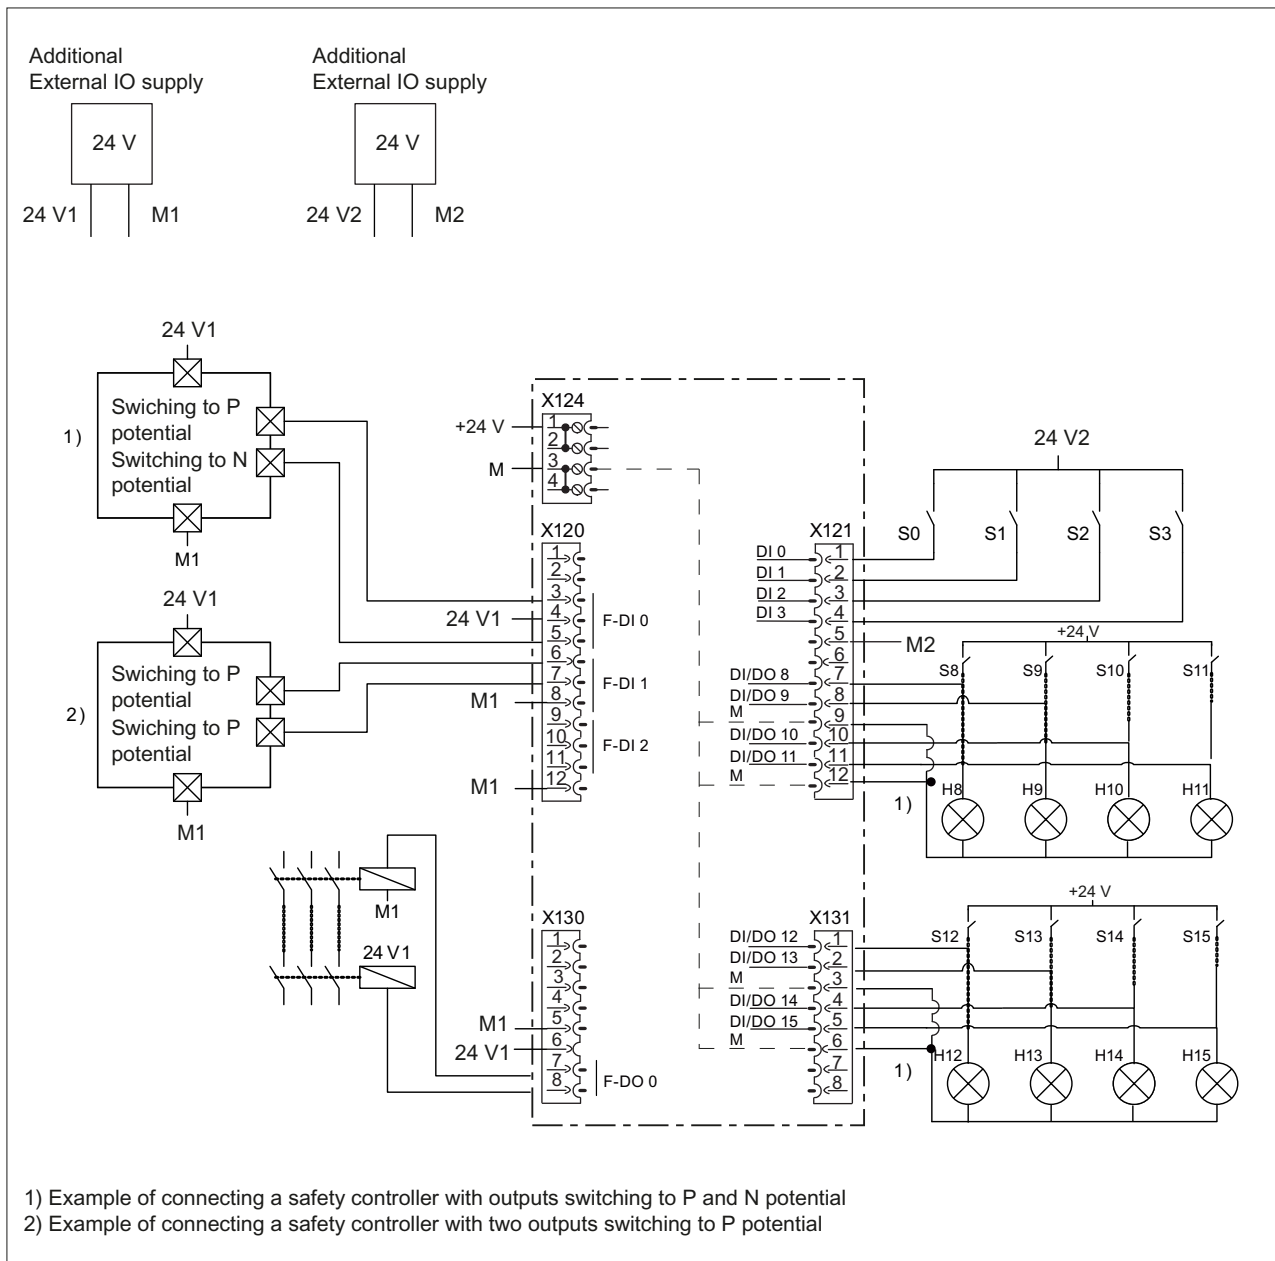 Additional
External IO supply
24 V
24 V1
M1
Additional
External IO supply
24 V
24 V2
M2
24 V1
1)
Swiching to P
potential
Switching to N
potential
M1
24 V1
2)
Swiching to P
potential
Swiching to P
potential
M1
M1
24 V1
X124
+24 V
M
1
2
3
4
X120
1
2
3
4
5
6
7
8
9
10
11
12
24 V1
M1
M1
F-DI 0
F-DI 1
F-DI 2
X130
1
2
3
4
5
6
7
8
M1
24 V1
F-DO 0
X121
DI 0
DI 1
DI 2
DI 3
DI/DO 8
DI/DO 9
M
DI/DO 10
DI/DO 11
M
1
2
3
4
5
6
7
8
9
10
11
12
24 V2
S0
S1
S2
S3
M2
+24 V
S8
S9
S10
S11
1)
H8
H9
H10
H11
X131
DI/DO 12
DI/DO 13
M
DI/DO 14
DI/DO 15
M
1
2
3
4
5
6
7
8
+24 V
S12
S13
S14
S15
1)
H12
H13
H14
H15
1) Example of connecting a safety controller with outputs switching to P and N potential
2) Example of connecting a safety controller with two outputs switching to P potential